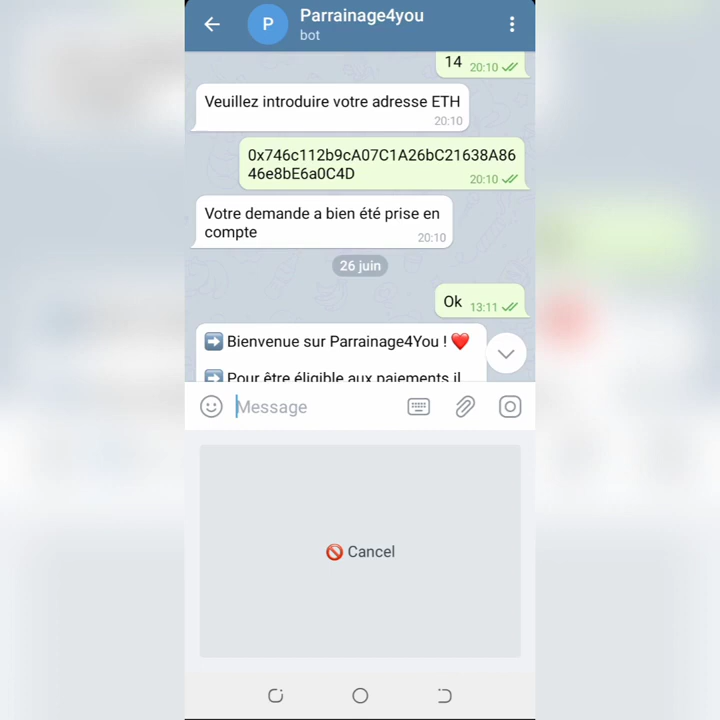 Parrainage4you
P
bot
14 20:10
Veuillez introduire votre adresse ETH
20:10
0x746c112b9cA07C1A26bC21638A86
46e8bE6a0C4D 20:10
Votre demande a bien été prise en
compte 20:10
26 juin
Ok 13:11
➡️ Bienvenue sur Parrainage4You ! ❤️
➡️ Pour être éligible aux paiements il
Message
🚫 Cancel